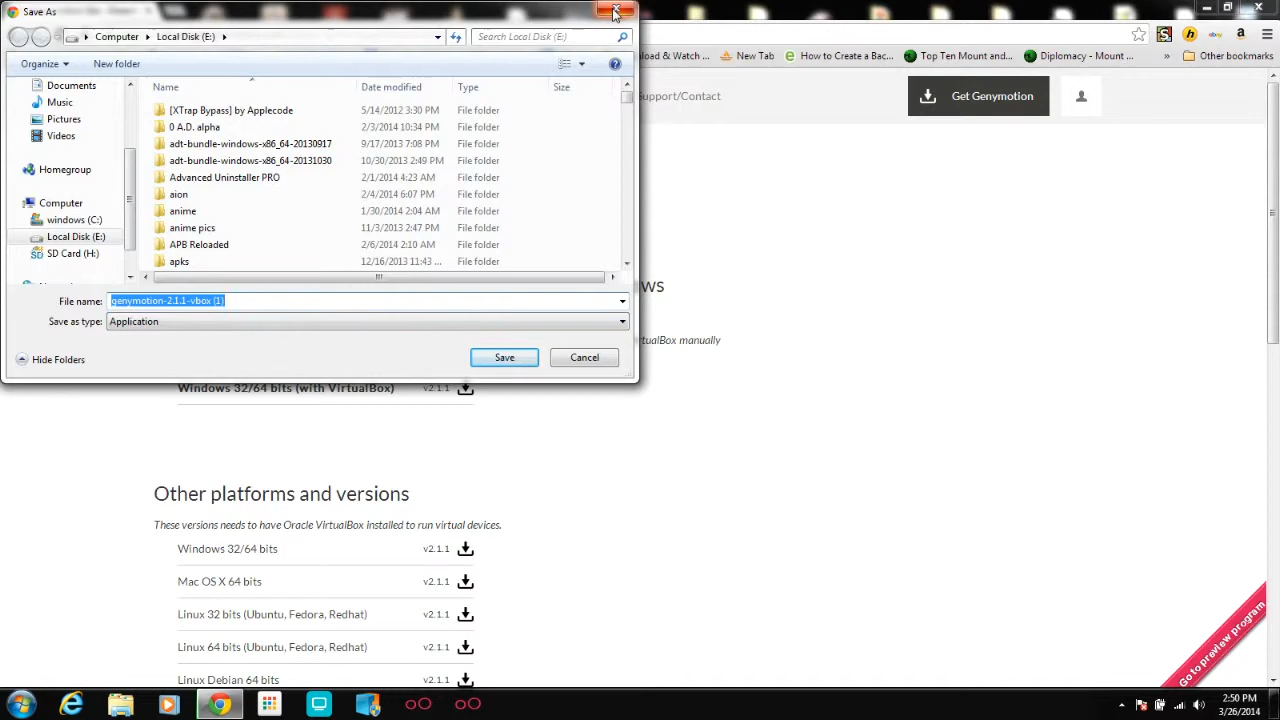 Save As
Computer
Local Disk (E:)
Search Local Disk (E:)
Organize
New folder
Documents
Music
Pictures
Videos
Homegroup
Computer
windows (C:)
Local Disk (E:)
SD Card (H:)
Name
Date modified
Type
Size
[XTrap Bypass] by Applecode 5/14/2012 3:30 PM File folder
0 A.D. alpha 2/3/2014 10:34 PM File folder
adt-bundle-windows-x86_64-20130917 9/17/2013 7:08 PM File folder
adt-bundle-windows-x86_64-20131030 10/30/2013 2:49 PM File folder
Advanced Uninstaller PRO 2/1/2014 4:23 AM File folder
aion 2/4/2014 6:07 PM File folder
anime 1/30/2014 2:04 AM File folder
anime pics 11/3/2013 2:47 PM File folder
APB Reloaded 2/6/2014 2:10 AM File folder
apks 12/16/2013 11:43 ... File folder
File name: genymotion-2.1.1-vbox (1)
Save as type: Application
Hide Folders
Save
Cancel
& Watch ...
New Tab
How to Create a Bac...
Top Ten Mount and...
Diplomacy - Mount ...
»
Other bookmarks
ebay
Support/Contact
Get Genymotion
manually
Windows 32/64 bits (with VirtualBox) v2.1.1
Other platforms and versions
These versions needs to have Oracle VirtualBox installed to run virtual devices.
Windows 32/64 bits v2.1.1
Mac OS X 64 bits v2.1.1
Linux 32 bits (Ubuntu, Fedora, Redhat) v2.1.1
Linux 64 bits (Ubuntu, Fedora, Redhat) v2.1.1
Linux Debian 64 bits v2.1.1
Go to preview program
2:50 PM
3/26/2014